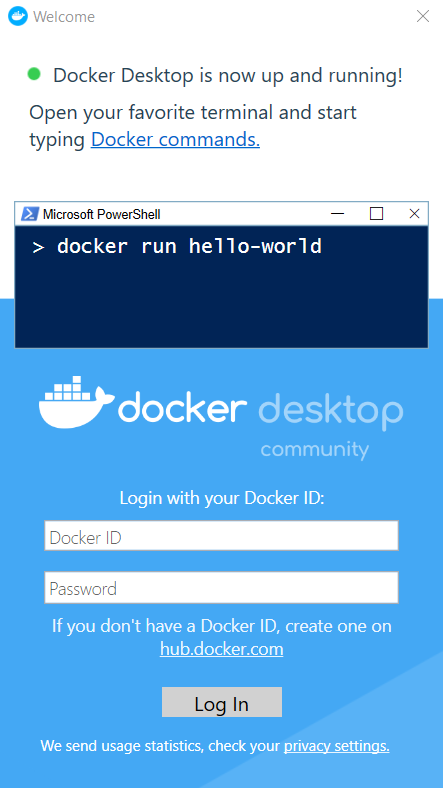 Welcome
Docker Desktop is now up and running!
Open your favorite terminal and start
typing Docker commands.
Microsoft PowerShell
> docker run hello-world
docker desktop
community
Login with your Docker ID:
Docker ID
Password
If you don't have a Docker ID, create one on
hub.docker.com
Log In
We send usage statistics, check your privacy settings.